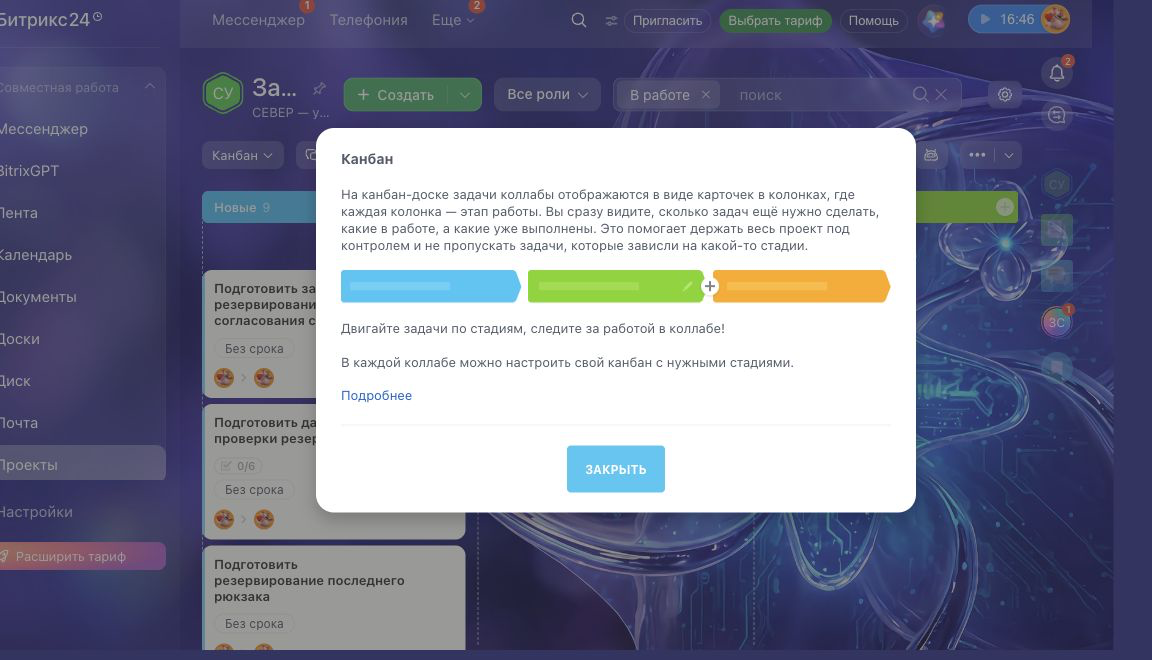 Битрикс24
Мессенджер
1
Телефония
Еще
2
Пригласить
Выбрать тариф
Помощь
16:46
Совместная работа
Мессенджер
BitrixGPT
Лента
Календарь
Документы
Доски
Диск
Почта
Проекты
Настройки
Расширить тариф
СУ
За...
СЕВЕР — у...
Создать
Все роли
В работе
поиск
2
Канбан
Новые 9
СУ
ЗС
1
Подготовить за
резервировани
согласования с
Без срока
Подготовить да
проверки резер
0/6
Без срока
Подготовить
резервирование последнего
рюкзака
Без срока
Канбан
На канбан-доске задачи коллабы отображаются в виде карточек в колонках, где
каждая колонка — этап работы. Вы сразу видите, сколько задач ещё нужно сделать,
какие в работе, а какие уже выполнены. Это помогает держать весь проект под
контролем и не пропускать задачи, которые зависли на какой-то стадии.
Двигайте задачи по стадиям, следите за работой в коллабе!
В каждой коллабе можно настроить свой канбан с нужными стадиями.
Подробнее
ЗАКРЫТЬ